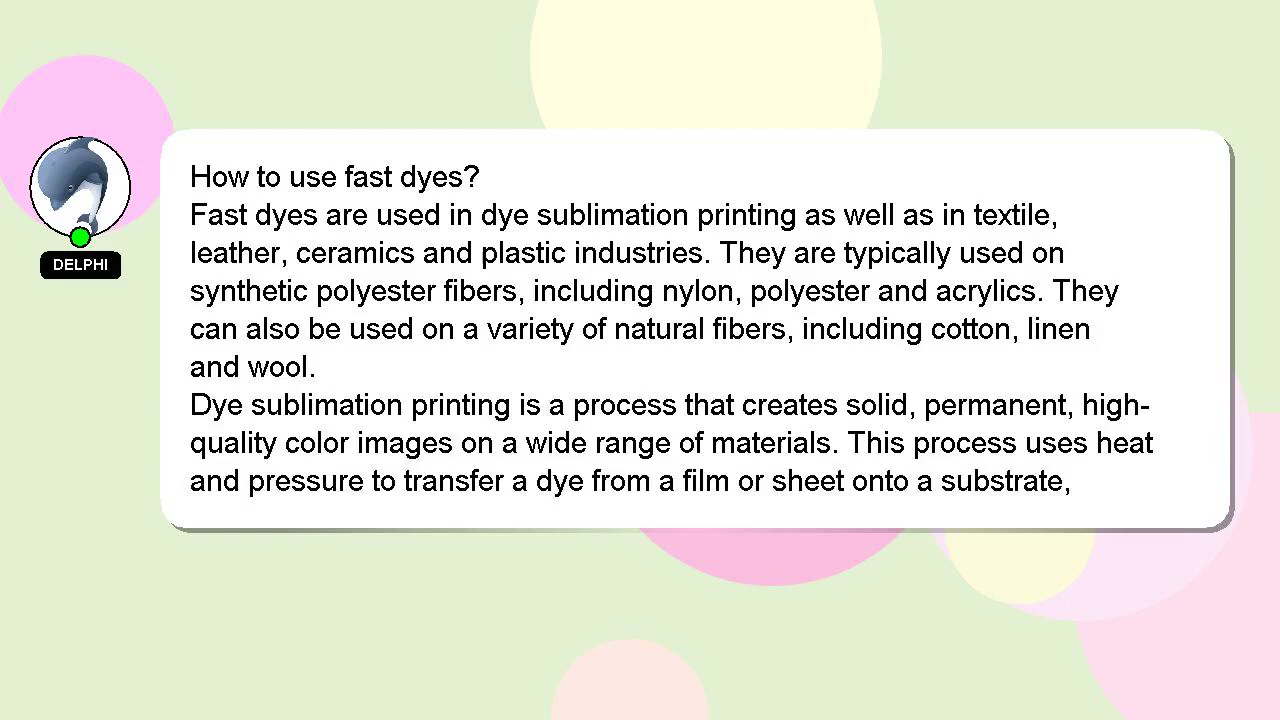 DELPHI
How to use fast dyes?
Fast dyes are used in dye sublimation printing as well as in textile,
leather, ceramics and plastic industries. They are typically used on
synthetic polyester fibers, including nylon, polyester and acrylics. They
can also be used on a variety of natural fibers, including cotton, linen
and wool.
Dye sublimation printing is a process that creates solid, permanent, high-
quality color images on a wide range of materials. This process uses heat
and pressure to transfer a dye from a film or sheet onto a substrate,